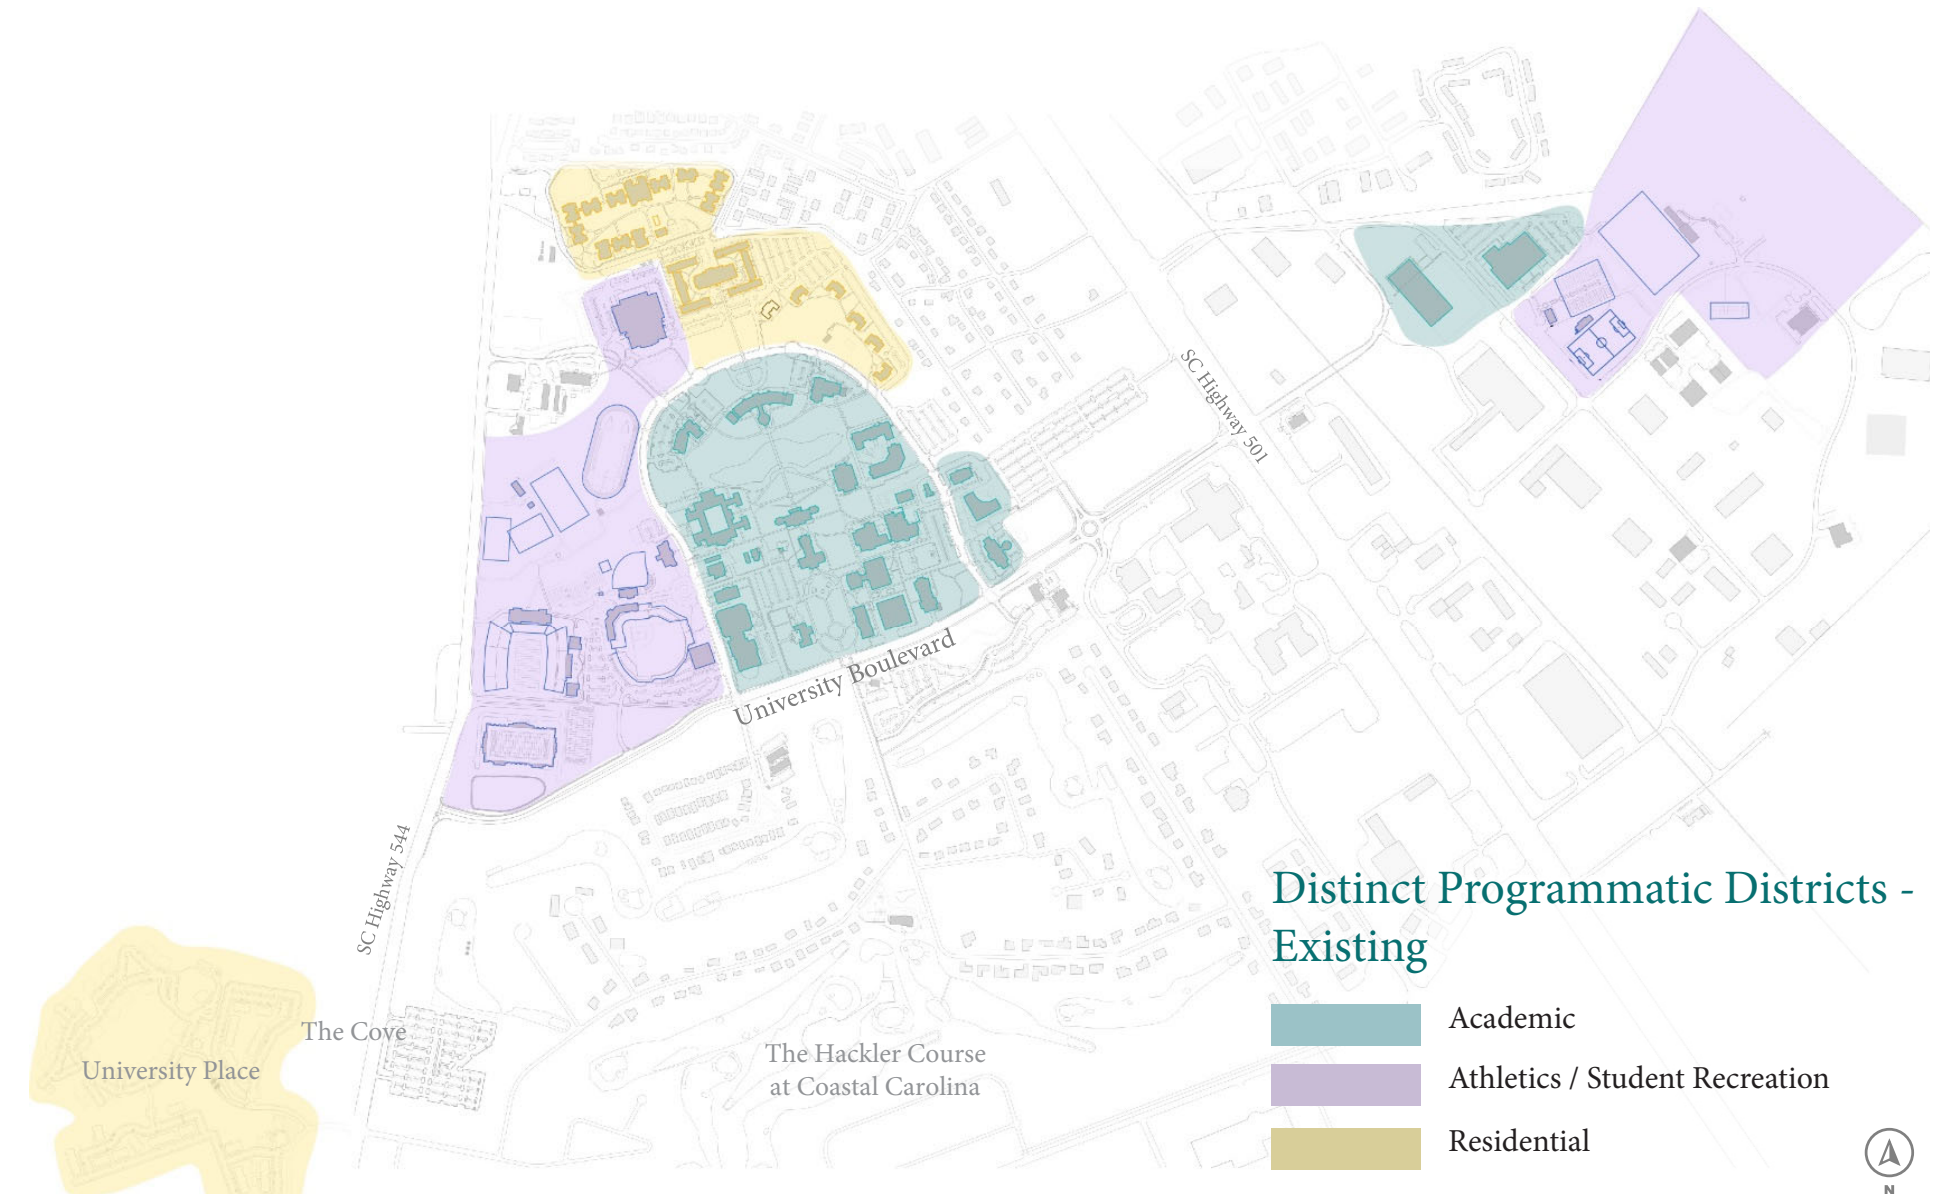 SC Highway 501
University Boulevard
SC Highway 544
Distinct Programmatic Districts -
Existing
Academic
The Cove
The Hackler Course
at Coastal Carolina
University Place
Athletics / Student Recreation
Residential
N